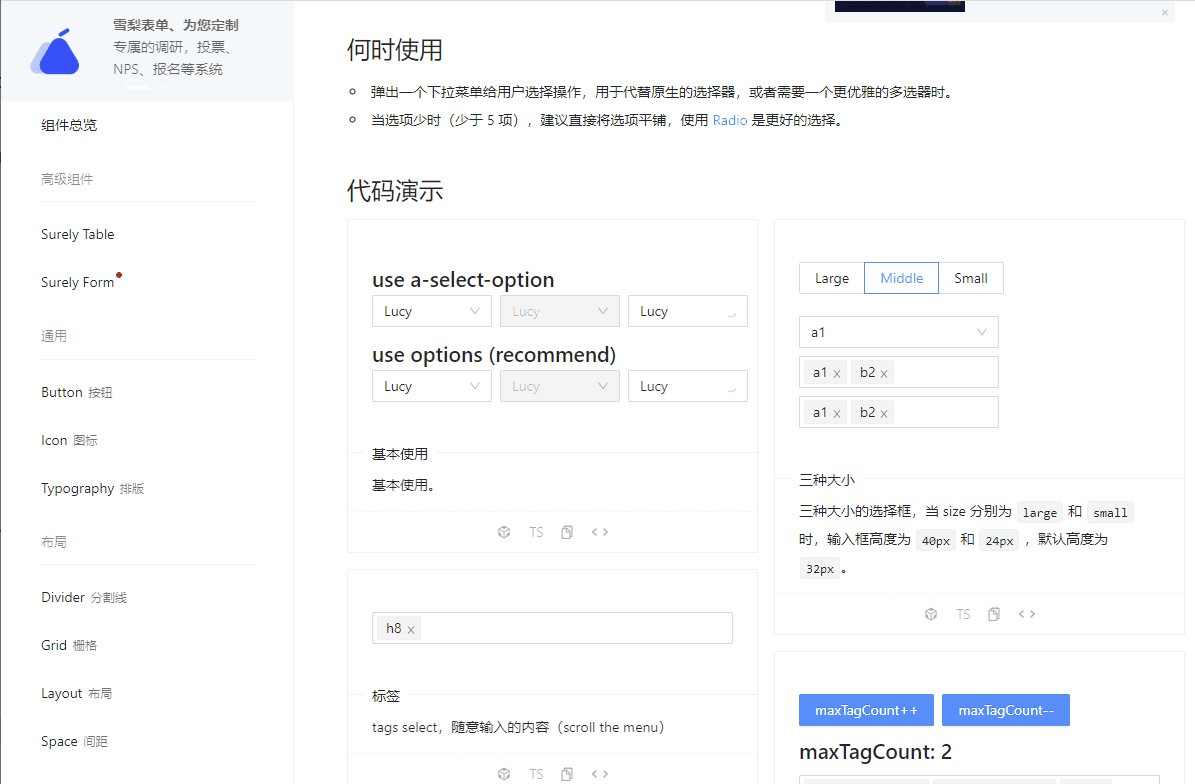 雪梨表单、为您定制
专属的调研，投票、
NPS、报名等系统
组件总览
高级组件
Surely Table
Surely Form
通用
Button 按钮
Icon 图标
Typography 排版
布局
Divider 分割线
Grid 栅格
Layout 布局
Space 间距
×
何时使用
弹出一个下拉菜单给用户选择操作，用于代替原生的选择器，或者需要一个更优雅的多选器时。
当选项少时（少于 5 项），建议直接将选项平铺，使用 Radio 是更好的选择。
代码演示
use a-select-option
Lucy Lucy Lucy
use options (recommend)
Lucy Lucy Lucy
基本使用
基本使用。
TS
h8 x
标签
tags select，随意输入的内容（scroll the menu）
TS
Large Middle Small
a1
a1 x b2 x
a1 x b2 x
三种大小
三种大小的选择框，当 size 分别为 large 和 small
时，输入框高度为 40px 和 24px ，默认高度为
32px 。
TS
maxTagCount++ maxTagCount--
maxTagCount: 2